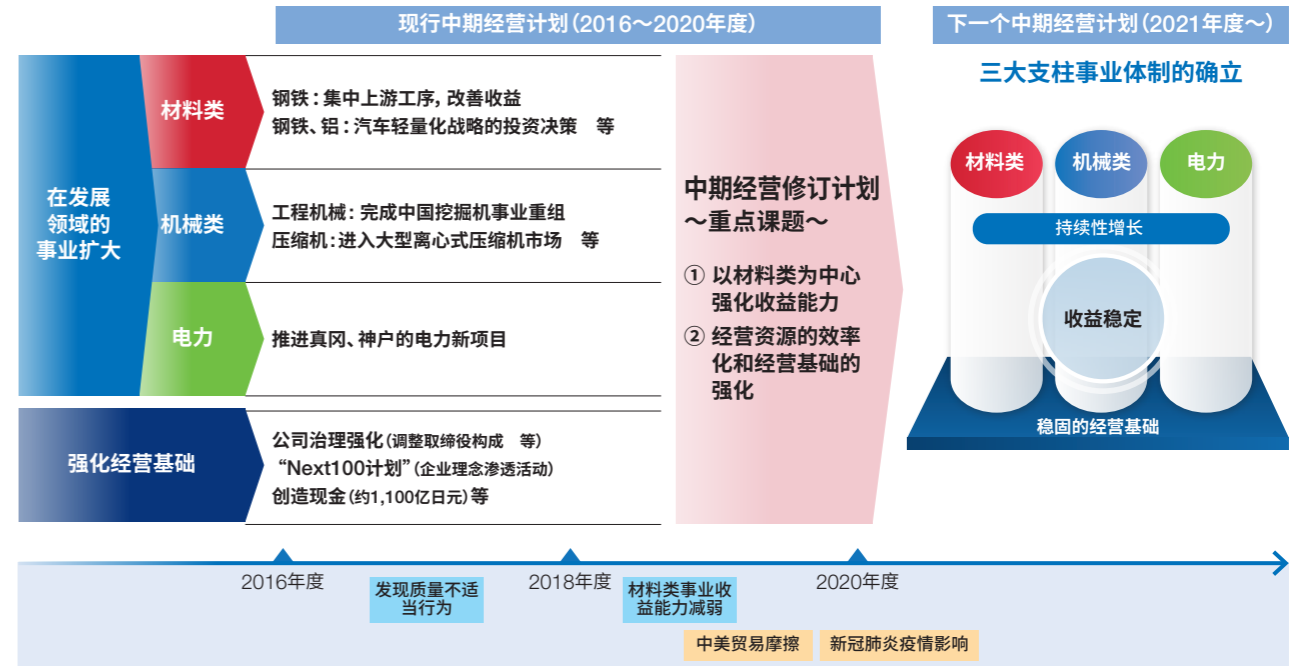 现行中期经营计划（2016～2020年度）
下一个中期经营计划（2021年度～）
在发展
领域的
事业扩大
材料类
钢铁：集中上游工序，改善收益
钢铁、铝：汽车轻量化战略的投资决策　等
机械类
工程机械：完成中国挖掘机事业重组
压缩机：进入大型离心式压缩机市场　等
电力
推进真冈、神户的电力新项目
强化经营基础
公司治理强化（调整取缔役构成　等）
“Next100计划”（企业理念渗透活动）
创造现金（约1,100亿日元）等
中期经营修订计划
～重点课题～
① 以材料类为中心
强化收益能力
② 经营资源的效率
化和经营基础的
强化
三大支柱事业体制的确立
材料类
机械类
电力
持续性增长
收益稳定
稳固的经营基础
2016年度
2018年度
2020年度
发现质量不适
当行为
材料类事业收
益能力减弱
中美贸易摩擦
新冠肺炎疫情影响